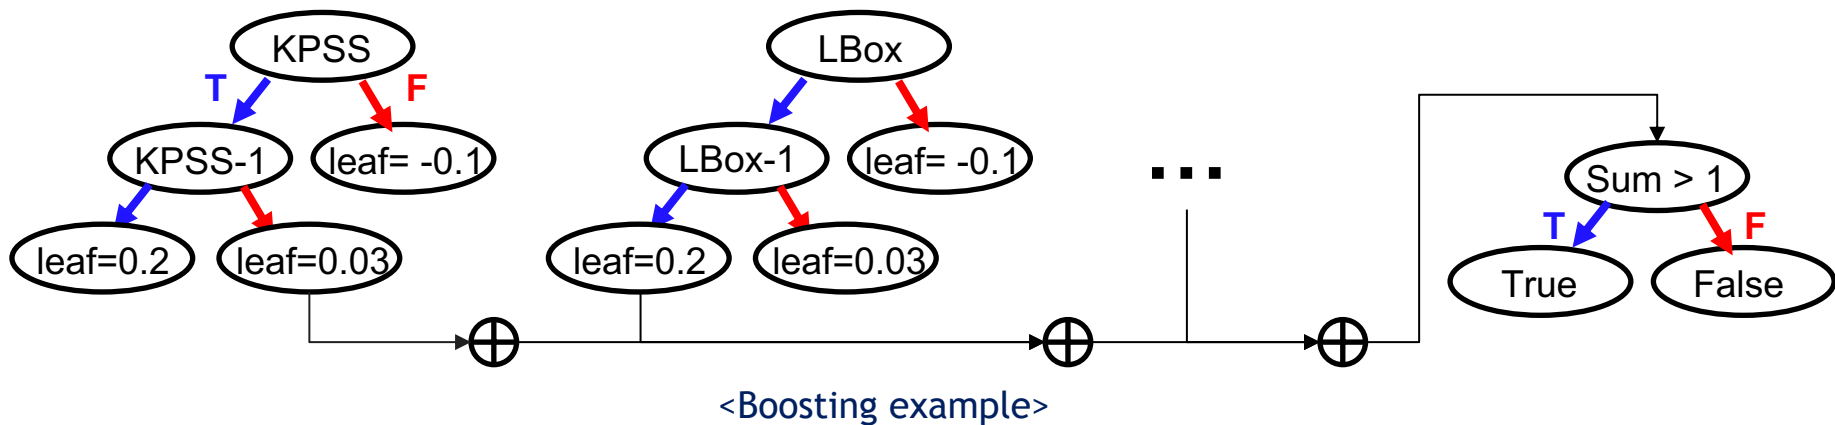 KPSS
LBox
T
F
KPSS-1
leaf= -0.1
LBox-1
leaf= -0.1
...
Sum > 1
leaf=0.2
leaf=0.03
leaf=0.2
leaf=0.03
T
F
True
False
<Boosting example>